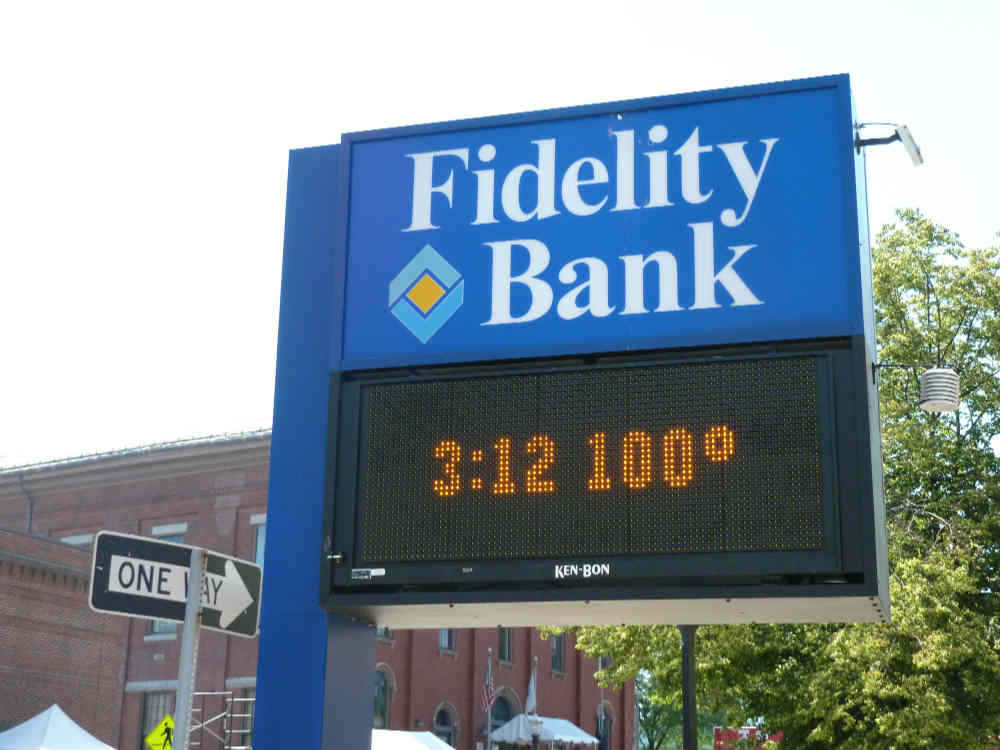 Fidelity
Bank
3:12 100°
KEN-BON
ONE WAY